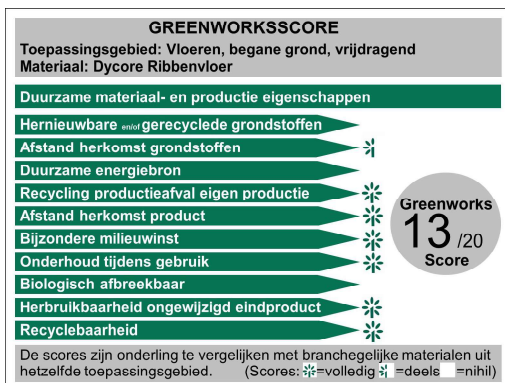 GREENWORKSSCORE
Toepassingsgebied: Vloeren, begane grond, vrijdragend
Materiaal: Dycore Ribbenvloer
Duurzame materiaal- en productie eigenschappen
Hernieuwbare en/of gerecyclede grondstoffen
Afstand herkomst grondstoffen
Duurzame energiebron
Recycling productieafval eigen productie
Afstand herkomst product
Bijzondere milieuwinst
Onderhoud tijdens gebruik
Biologisch afbreekbaar
Herbruikbaarheid ongewijzigd eindproduct
Recyclebaarheid
Greenworks
13 /20
Score
De scores zijn onderling te vergelijken met branchegelijke materialen uit
hetzelfde toepassingsgebied. (Scores: =volledig =deels =nihil)